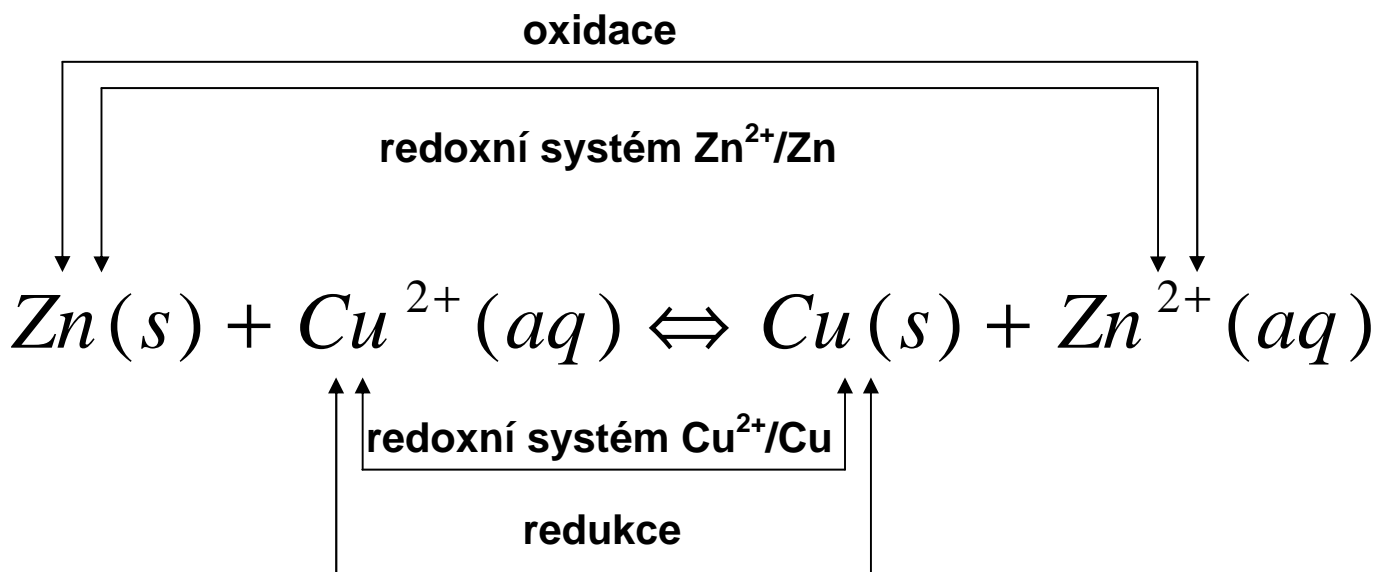 oxidace
redoxní systém Zn²⁺/Zn
Zn(s) + Cu²⁺(aq) ⇔ Cu(s) + Zn²⁺(aq)
redoxní systém Cu²⁺/Cu
redukce